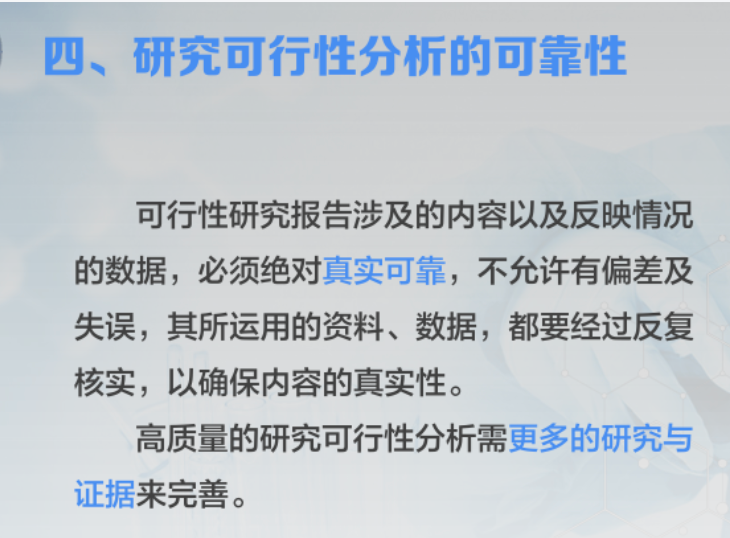 四、研究可行性分析的可靠性
可行性研究报告涉及的内容以及反映情况
的数据，必须绝对真实可靠，不允许有偏差及
失误，其所运用的资料、数据，都要经过反复
核实，以确保内容的真实性。
高质量的研究可行性分析需更多的研究与
证据来完善。